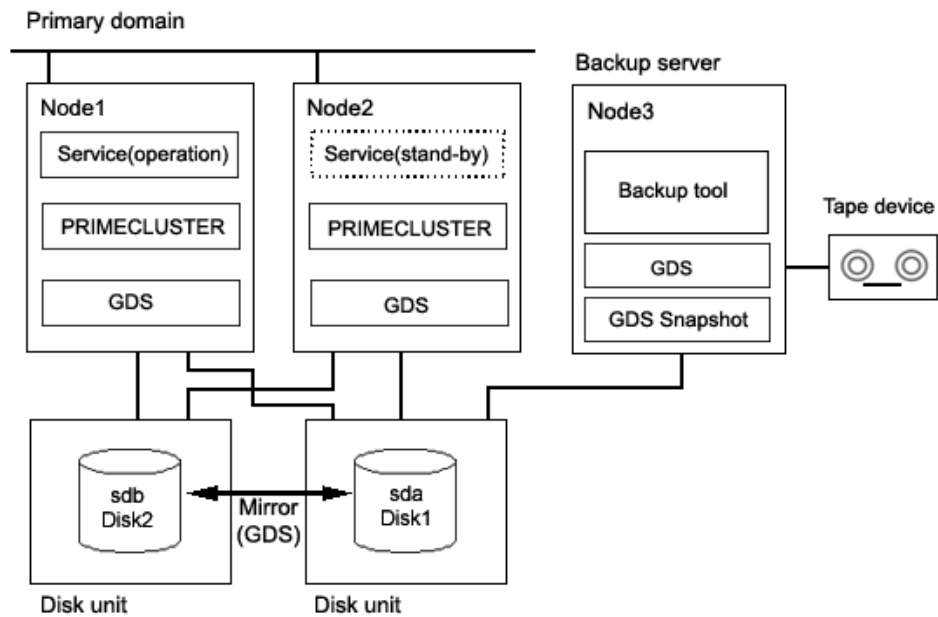 Primary domain
Node1
Service(operation)
PRIMECLUSTER
GDS
Node2
Service(stand-by)
PRIMECLUSTER
GDS
Backup server
Node3
Backup tool
GDS
GDS Snapshot
Tape device
sdb
Disk2
Mirror
(GDS)
sda
Disk1
Disk unit
Disk unit